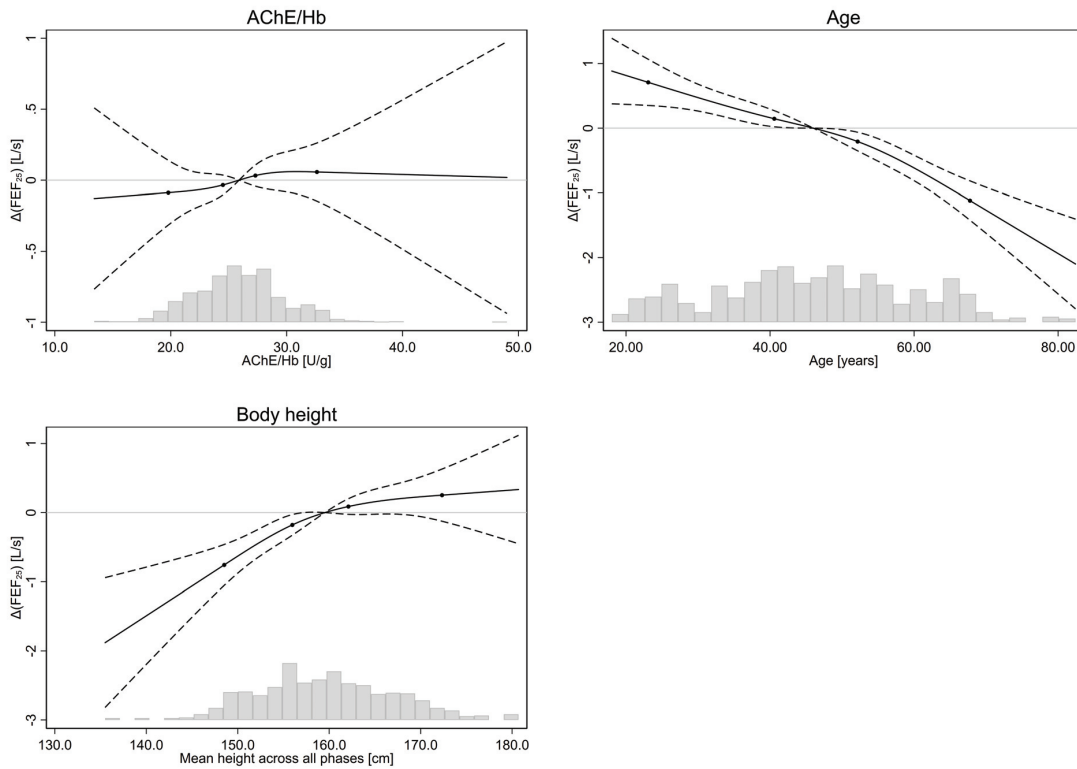 AChE/Hb
Δ(FEF₂₅) [L/s]
1
.5
0
-.5
-1
10.0 20.0 30.0 40.0 50.0
AChE/Hb [U/g]
Age
Δ(FEF₂₅) [L/s]
1
0
-1
-2
-3
20.00 40.00 60.00 80.00
Age [years]
Body height
Δ(FEF₂₅) [L/s]
1
0
-1
-2
-3
130.0 140.0 150.0 160.0 170.0 180.0
Mean height across all phases [cm]